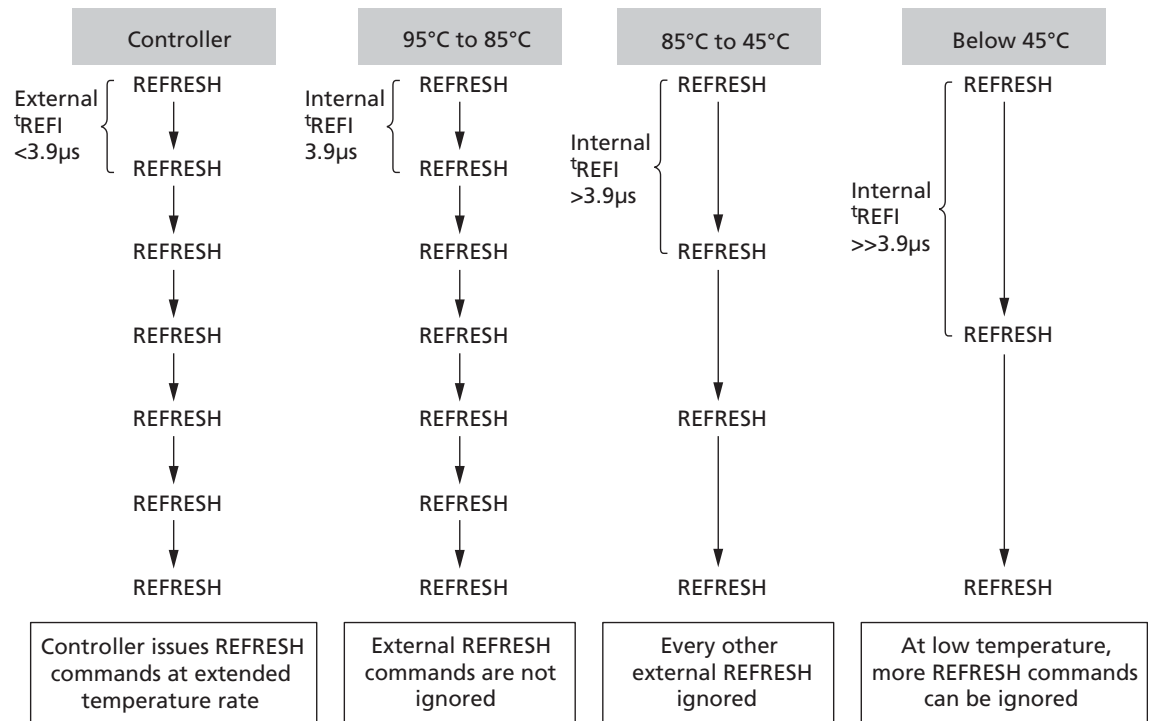 Controller
External
tREFI
<3.9µs
REFRESH
REFRESH
REFRESH
REFRESH
REFRESH
REFRESH
REFRESH
Controller issues REFRESH
commands at extended
temperature rate
95°C to 85°C
Internal
tREFI
3.9µs
REFRESH
REFRESH
REFRESH
REFRESH
REFRESH
REFRESH
REFRESH
External REFRESH
commands are not
ignored
85°C to 45°C
Internal
tREFI
>3.9µs
REFRESH
REFRESH
REFRESH
REFRESH
Every other
external REFRESH
ignored
Below 45°C
Internal
tREFI
>>3.9µs
REFRESH
REFRESH
REFRESH
At low temperature,
more REFRESH commands
can be ignored